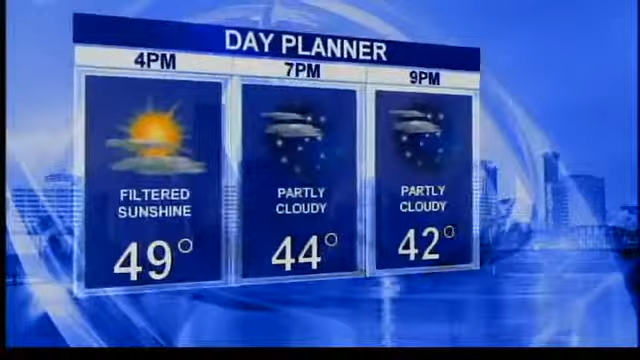 DAY PLANNER
4PM
7PM
9PM
FILTERED
SUNSHINE
49°
PARTLY
CLOUDY
44°
PARTLY
CLOUDY
42°